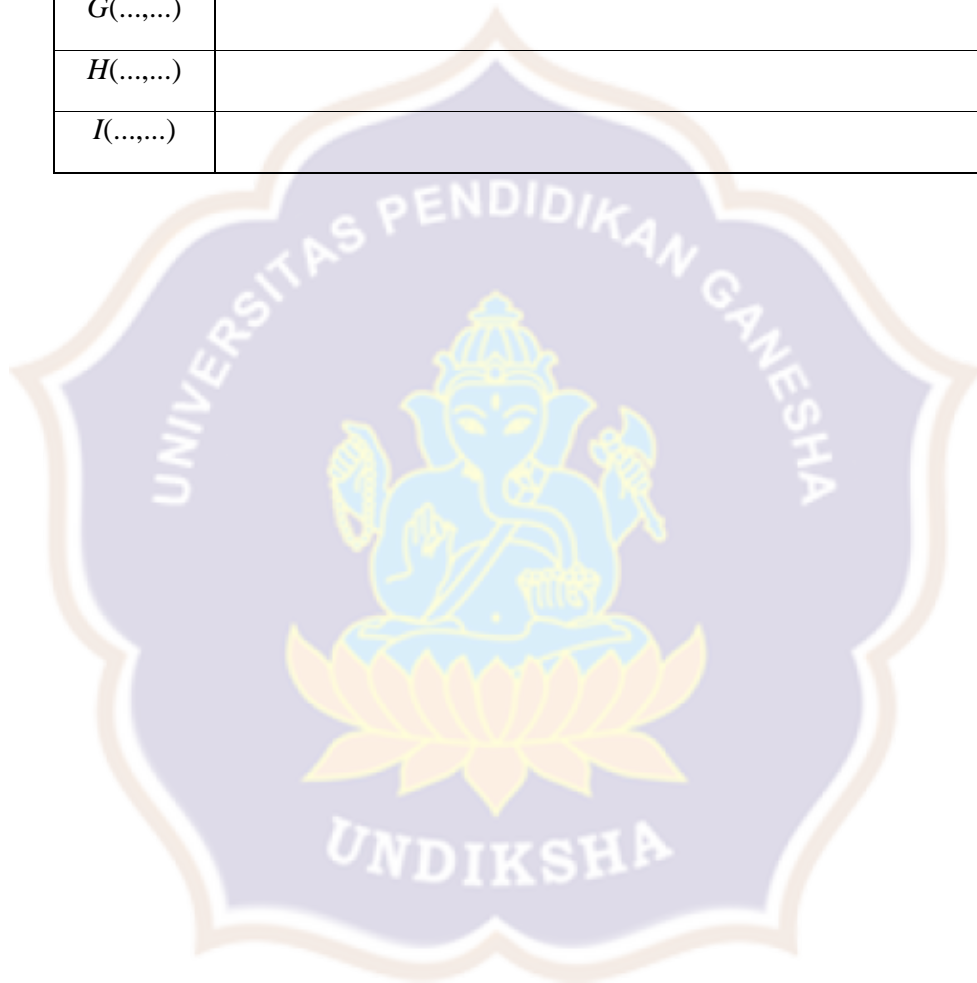 G(...,...)
H(...,...)
I(...,...)
UNIVERSITAS PENDIDIKAN GANESHA
UNDIKSHA